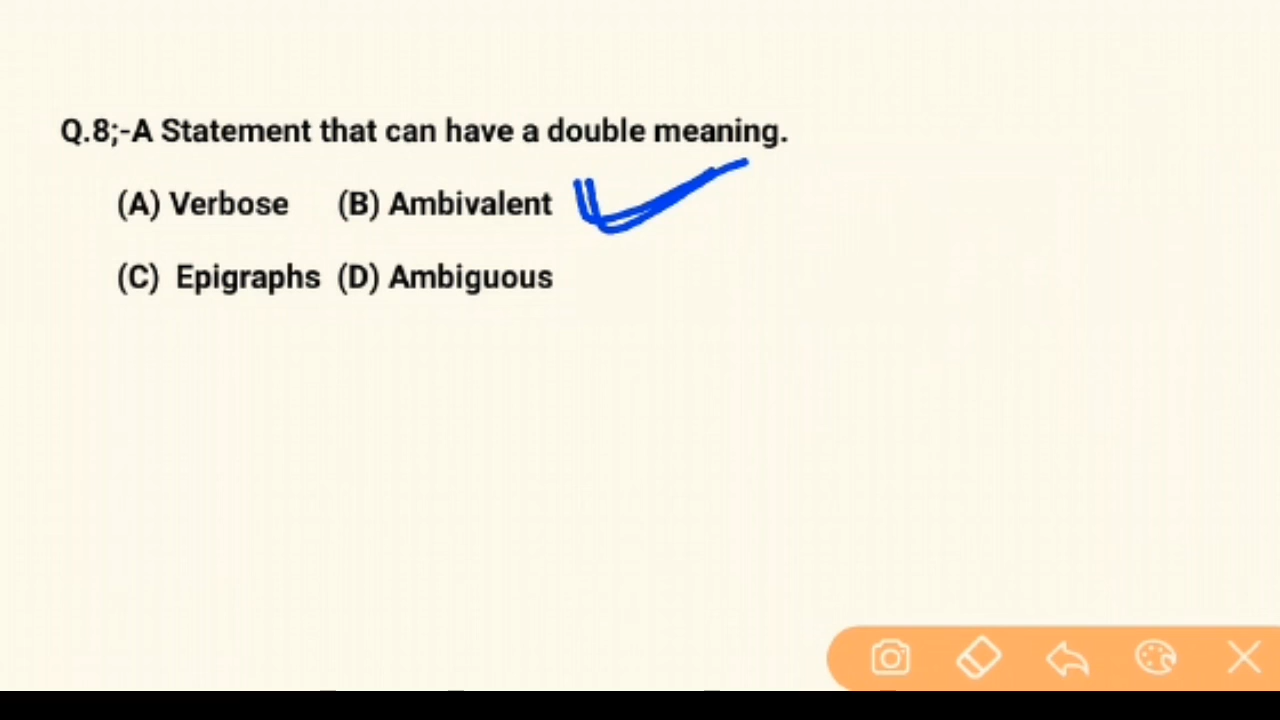 Q.8;-A Statement that can have a double meaning.
(A) Verbose (B) Ambivalent
(C) Epigraphs (D) Ambiguous